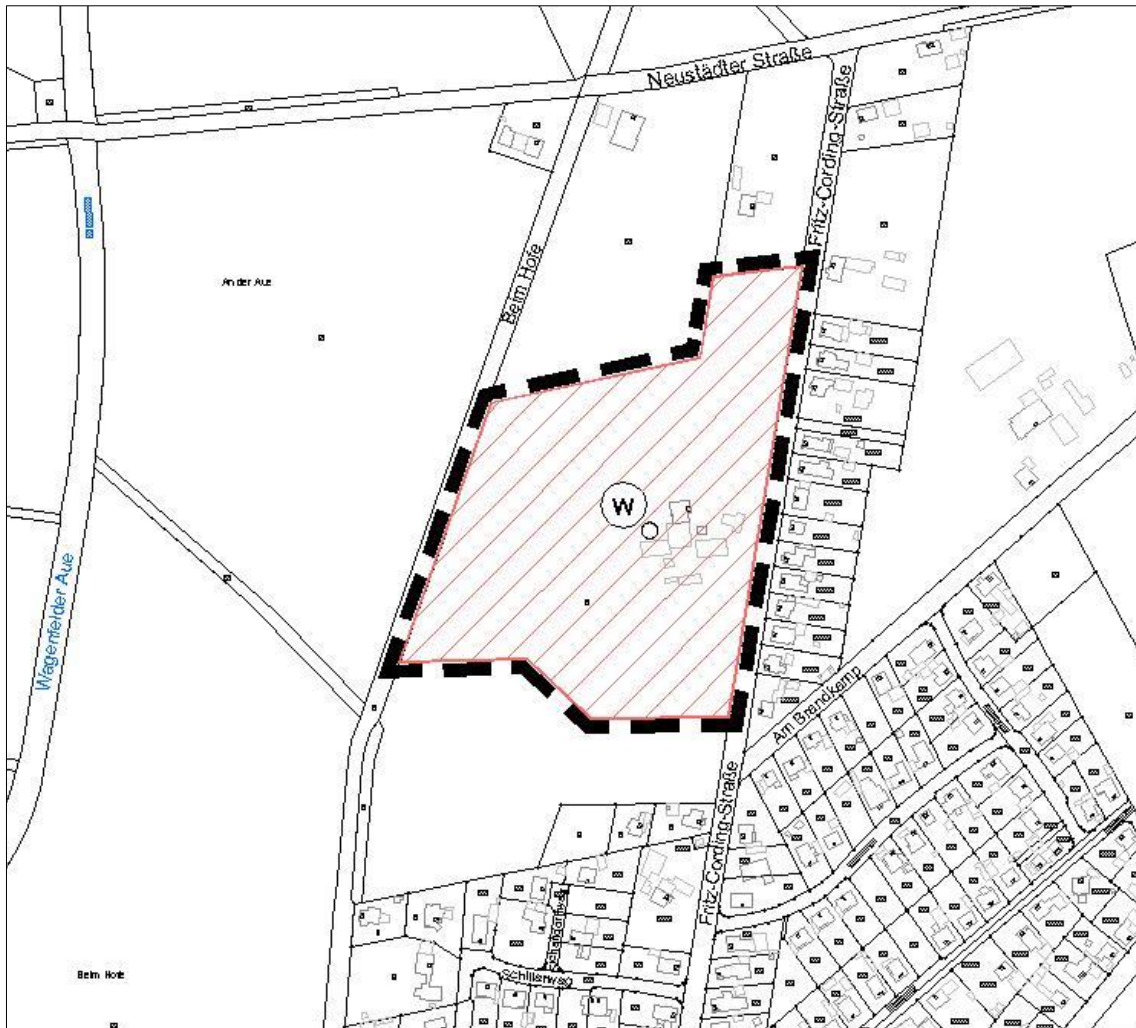 Neustädter Straße
Fritz-Cording-Straße
Beim Hofe
An der Aue
W
Wagenfelder Aue
Am Brandkamp
Fritz-Cording-Straße
Schillerweg
Beim Hofe